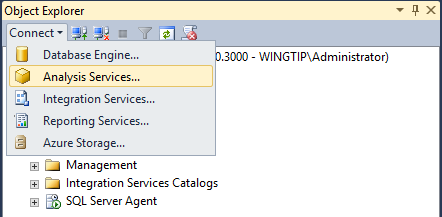 Object Explorer
Connect
Database Engine... 0.3000 - WINGTIP\Administrator)
Analysis Services...
Integration Services...
Reporting Services...
Azure Storage...
Management
Integration Services Catalogs
SQL Server Agent